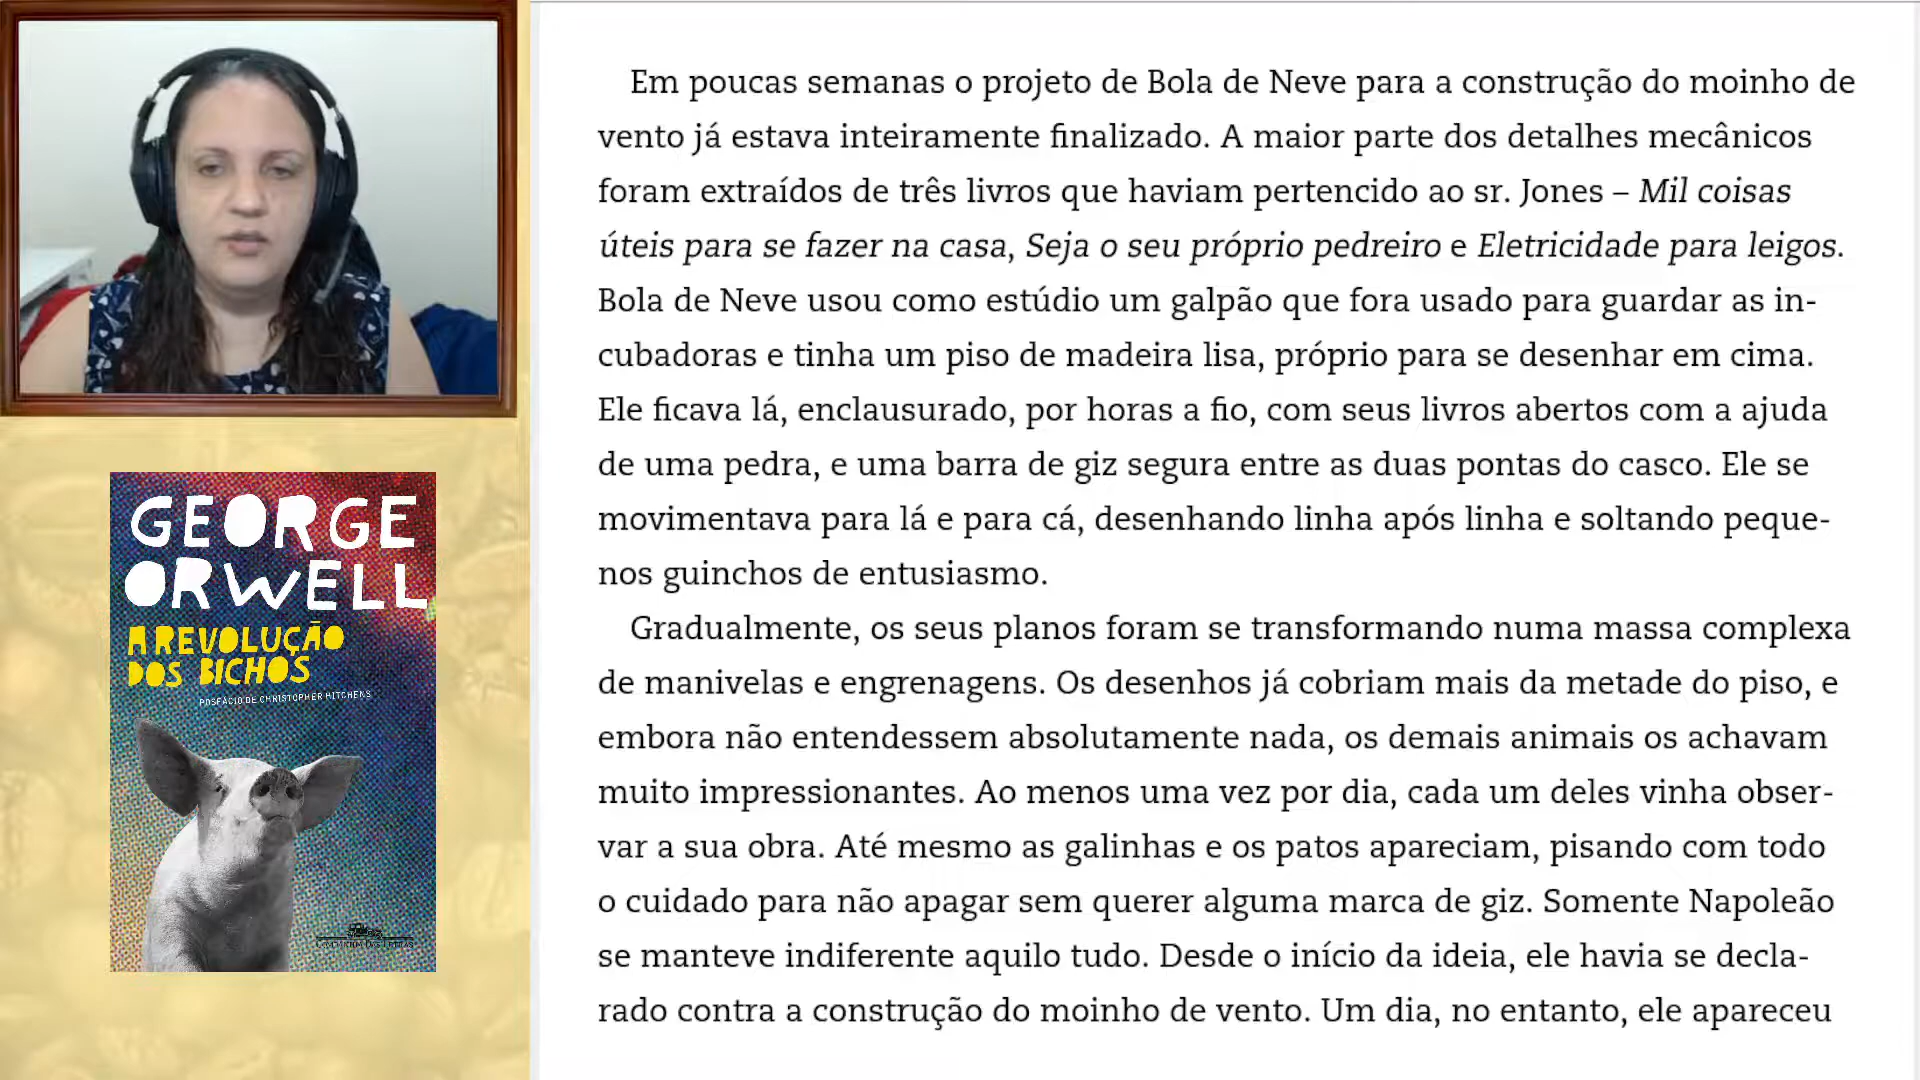 GEORGE
ORWELL
A REVOLUÇÃO
DOS BICHOS
POSFÁCIO DE CHRISTOPHER HITCHENS
COMPANHIA DAS LETRAS
Em poucas semanas o projeto de Bola de Neve para a construção do moinho de
vento já estava inteiramente finalizado. A maior parte dos detalhes mecânicos
foram extraídos de três livros que haviam pertencido ao sr. Jones – Mil coisas
úteis para se fazer na casa, Seja o seu próprio pedreiro e Eletricidade para leigos.
Bola de Neve usou como estúdio um galpão que fora usado para guardar as in-
cubadoras e tinha um piso de madeira lisa, próprio para se desenhar em cima.
Ele ficava lá, enclausurado, por horas a fio, com seus livros abertos com a ajuda
de uma pedra, e uma barra de giz segura entre as duas pontas do casco. Ele se
movimentava para lá e para cá, desenhando linha após linha e soltando peque-
nos guinchos de entusiasmo.
Gradualmente, os seus planos foram se transformando numa massa complexa
de manivelas e engrenagens. Os desenhos já cobriam mais da metade do piso, e
embora não entendessem absolutamente nada, os demais animais os achavam
muito impressionantes. Ao menos uma vez por dia, cada um deles vinha obser-
var a sua obra. Até mesmo as galinhas e os patos apareciam, pisando com todo
o cuidado para não apagar sem querer alguma marca de giz. Somente Napoleão
se manteve indiferente aquilo tudo. Desde o início da ideia, ele havia se decla-
rado contra a construção do moinho de vento. Um dia, no entanto, ele apareceu